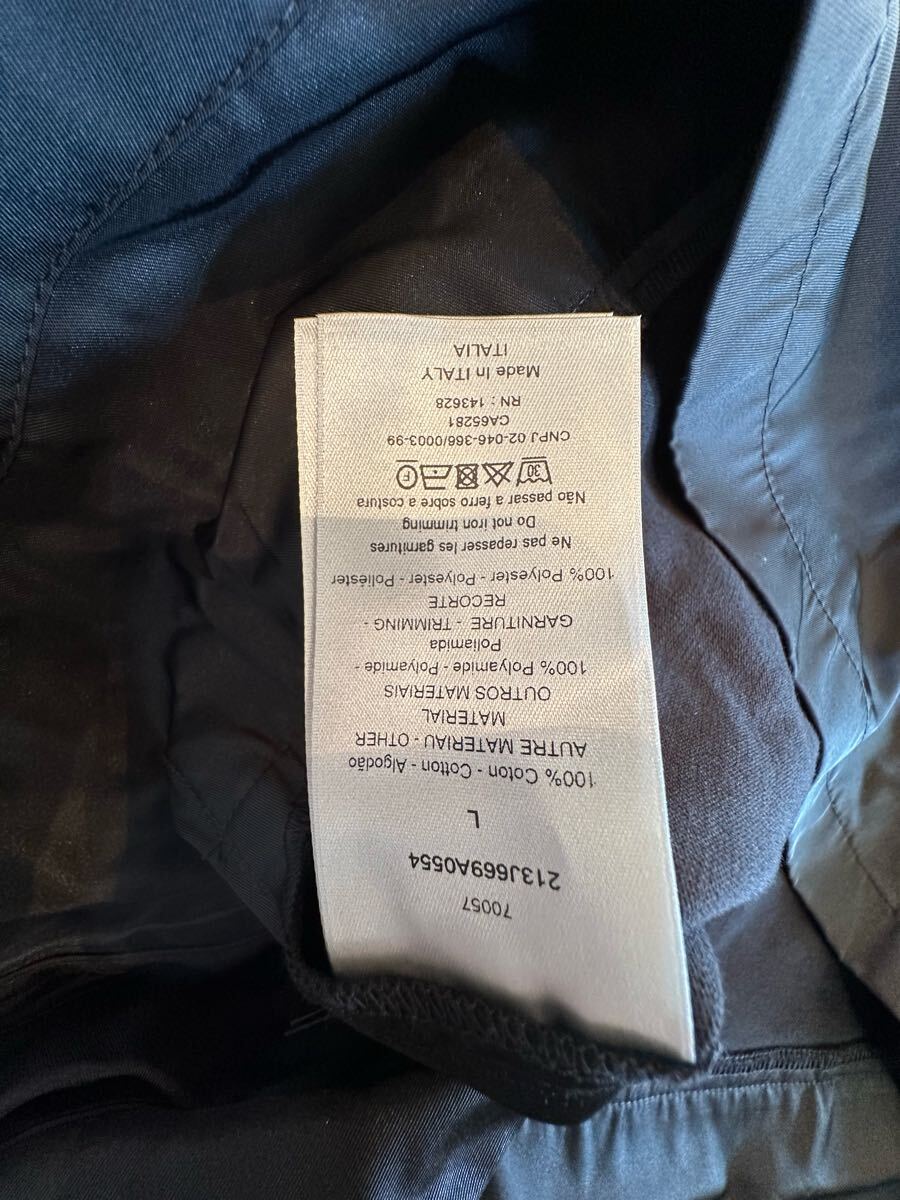 70057
213J669A0554
L
100% Coton - Cotton - Algodão
AUTRE MATERIAU - OTHER
MATERIAL
OUTROS MATERIAIS
100% Polyamide - Polyamide -
Poliamida
GARNITURE - TRIMMING -
RECORTE
100% Polyester - Polyester - Poliéster
Ne pas repasser les garnitures
Do not iron trimming
Não passar a ferro sobre a costura
30 F
CNPJ 02-046-366/0003-99
CA65281
RN : 143628
Made In ITALY
ITALIA